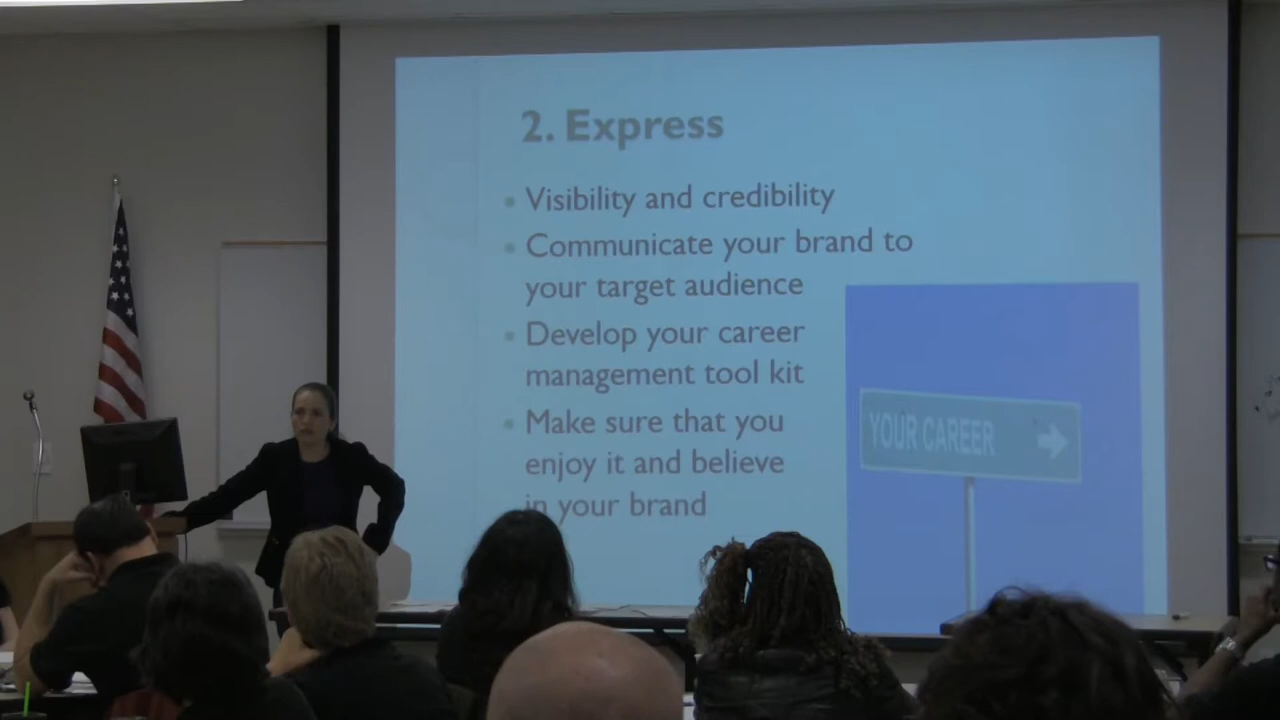 2. Express
Visibility and credibility
Communicate your brand to
your target audience
Develop your career
management tool kit
Make sure that you
enjoy it and believe
in your brand
YOUR CAREER